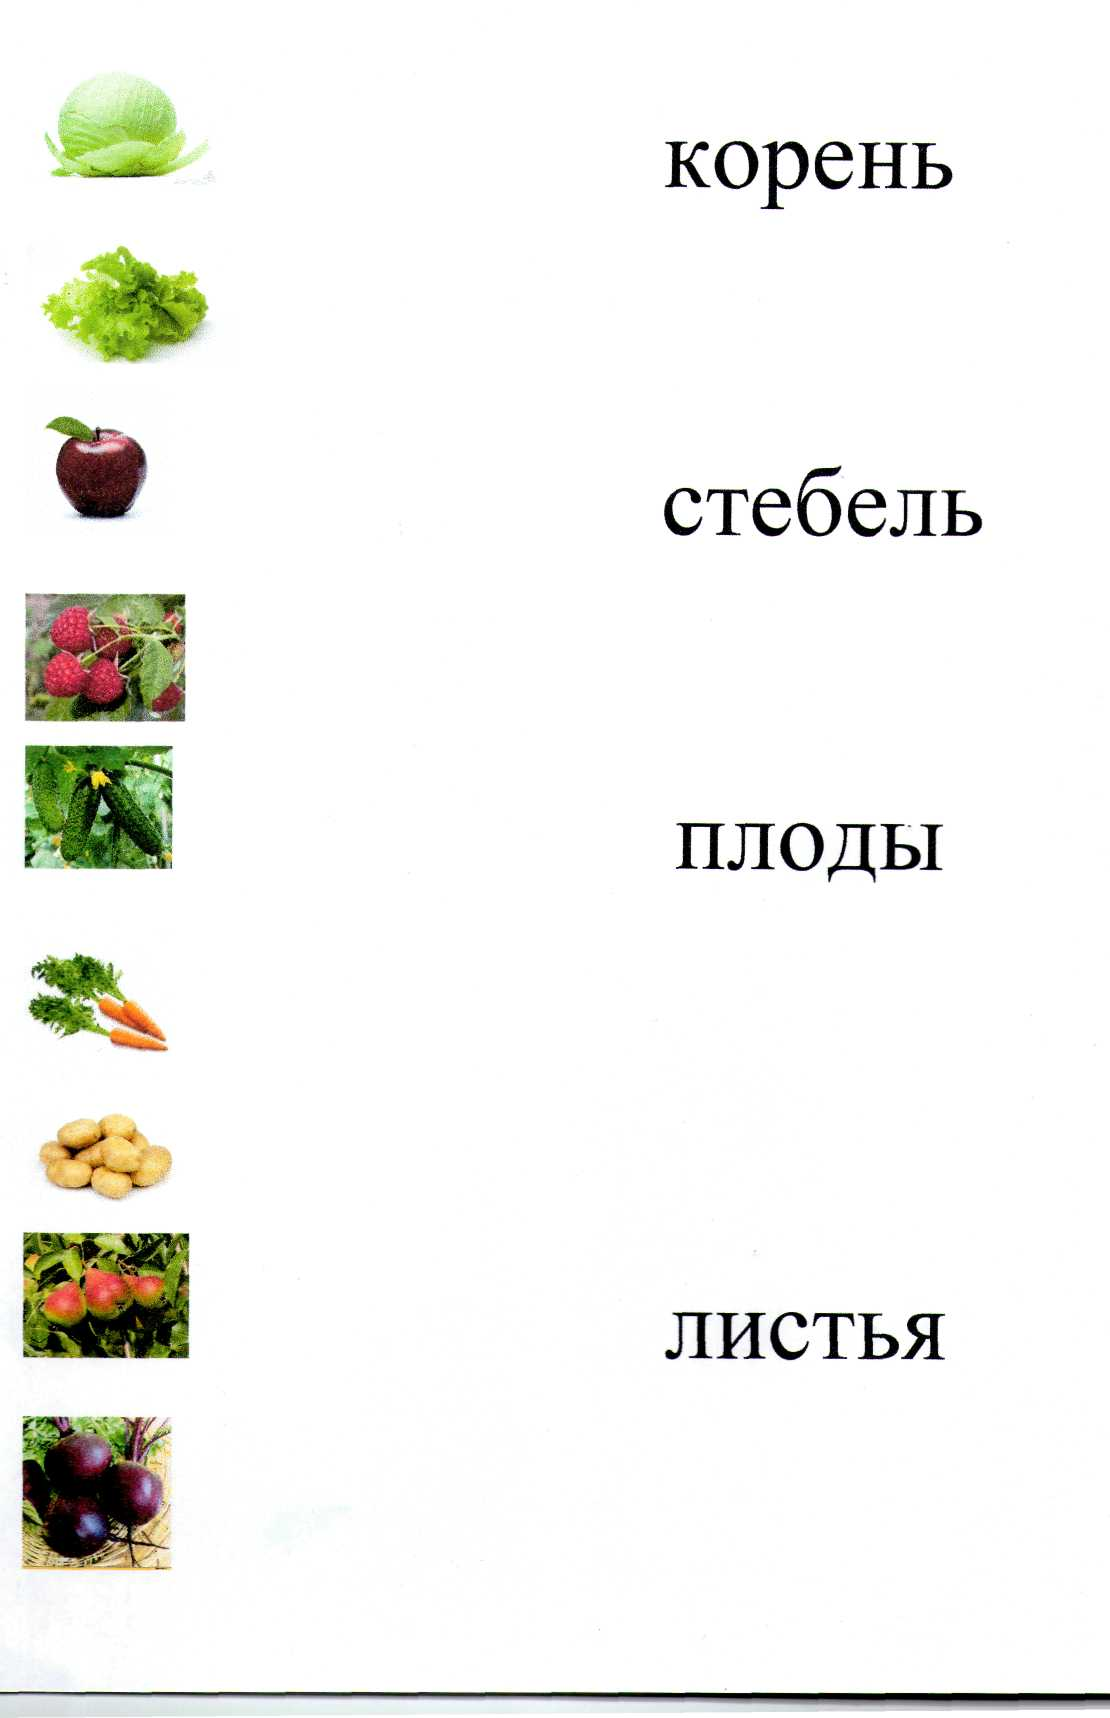 корень
стебель
плоды
листья